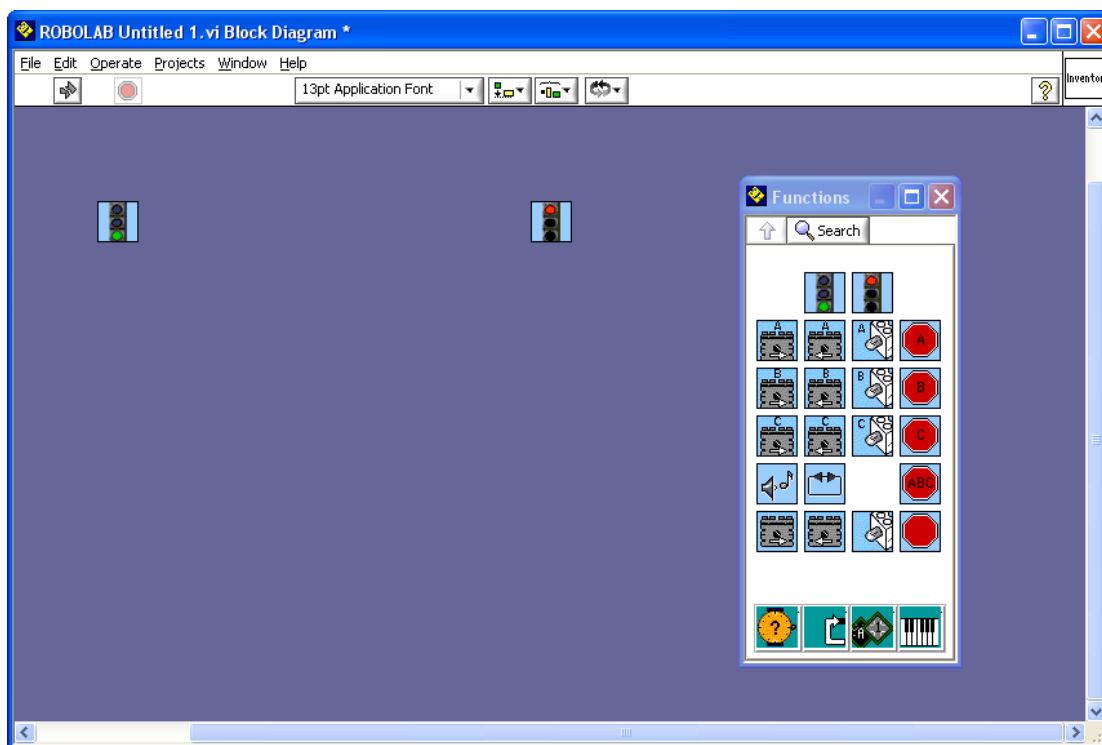 ROBOLAB Untitled 1.vi Block Diagram *
File Edit Operate Projects Window Help
13pt Application Font
?
Inventor
Functions
Search
A A A A
B B B B
C C C C
ABC
? A